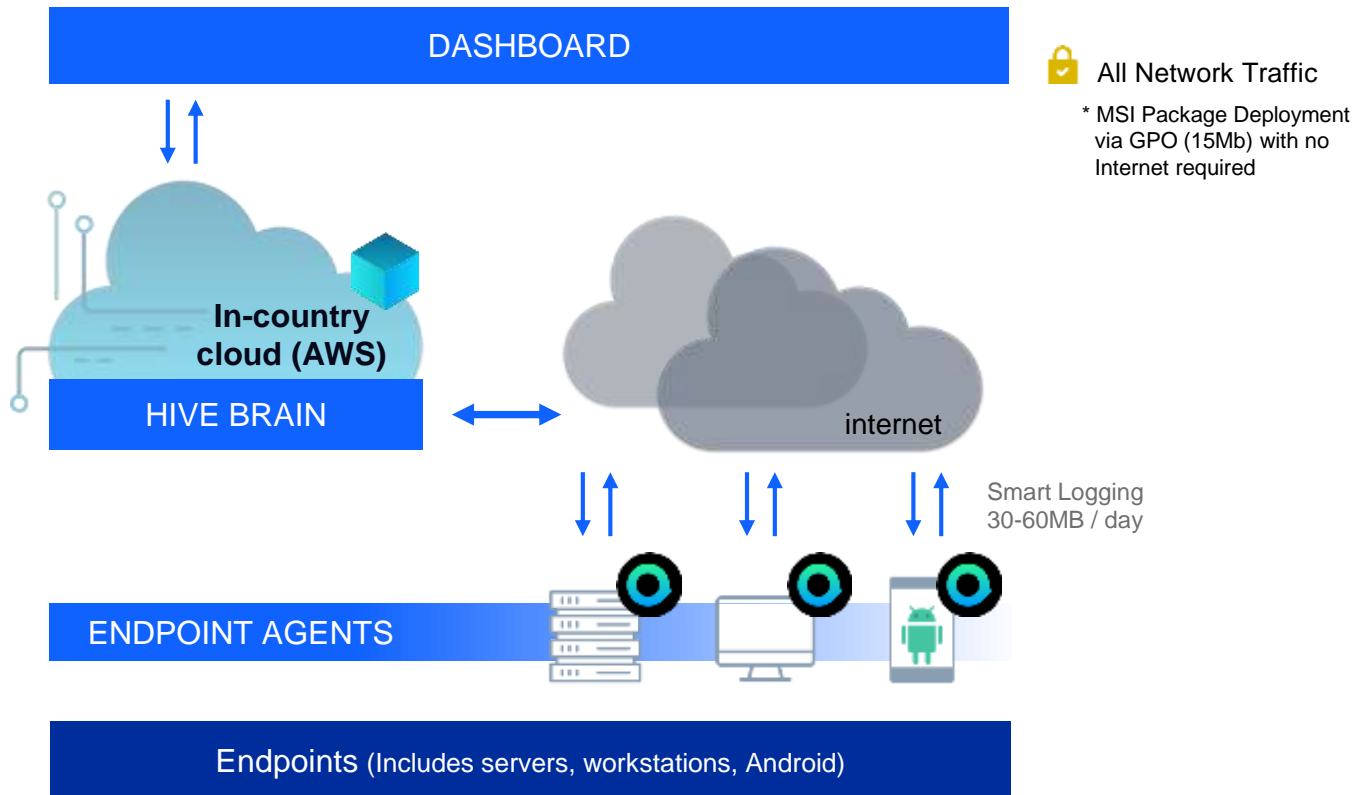 DASHBOARD
All Network Traffic
* MSI Package Deployment
via GPO (15Mb) with no
Internet required
In-country
cloud (AWS)
HIVE BRAIN
internet
Smart Logging
30-60MB / day
ENDPOINT AGENTS
Endpoints (Includes servers, workstations, Android)